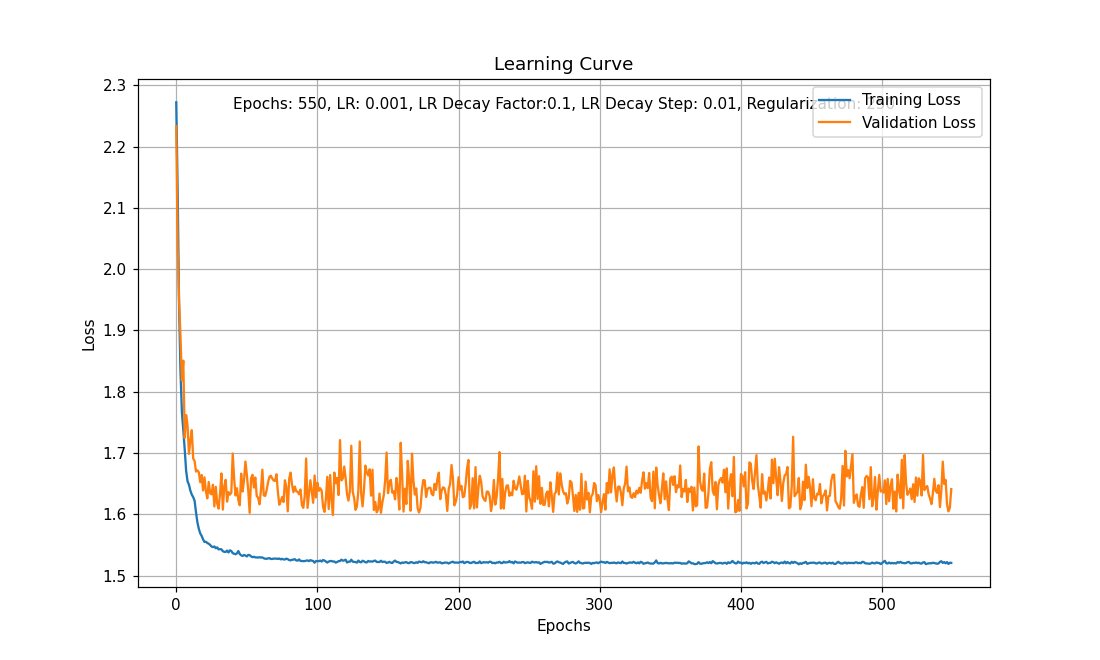 Learning Curve
Epochs: 550, LR: 0.001, LR Decay Factor:0.1, LR Decay Step: 0.01, Regularization:
Training Loss
Validation Loss
2.3
2.2
2.1
2.0
1.9
1.8
1.7
1.6
1.5
Loss
0 100 200 300 400 500
Epochs